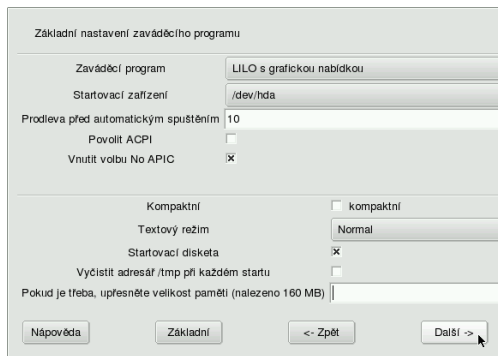 Základní nastavení zaváděcího programu
Zaváděcí program LILO s grafickou nabídkou
Startovací zařízení /dev/hda
Prodleva před automatickým spuštěním 10
Povolit ACPI
Vnutit volbu No APIC
Kompaktní kompaktní
Textový režim Normal
Startovací disketa
Vyčistit adresář /tmp při každém startu
Pokud je třeba, upřesněte velikost paměti (nalezeno 160 MB)
Nápověda Základní <- Zpět Další ->